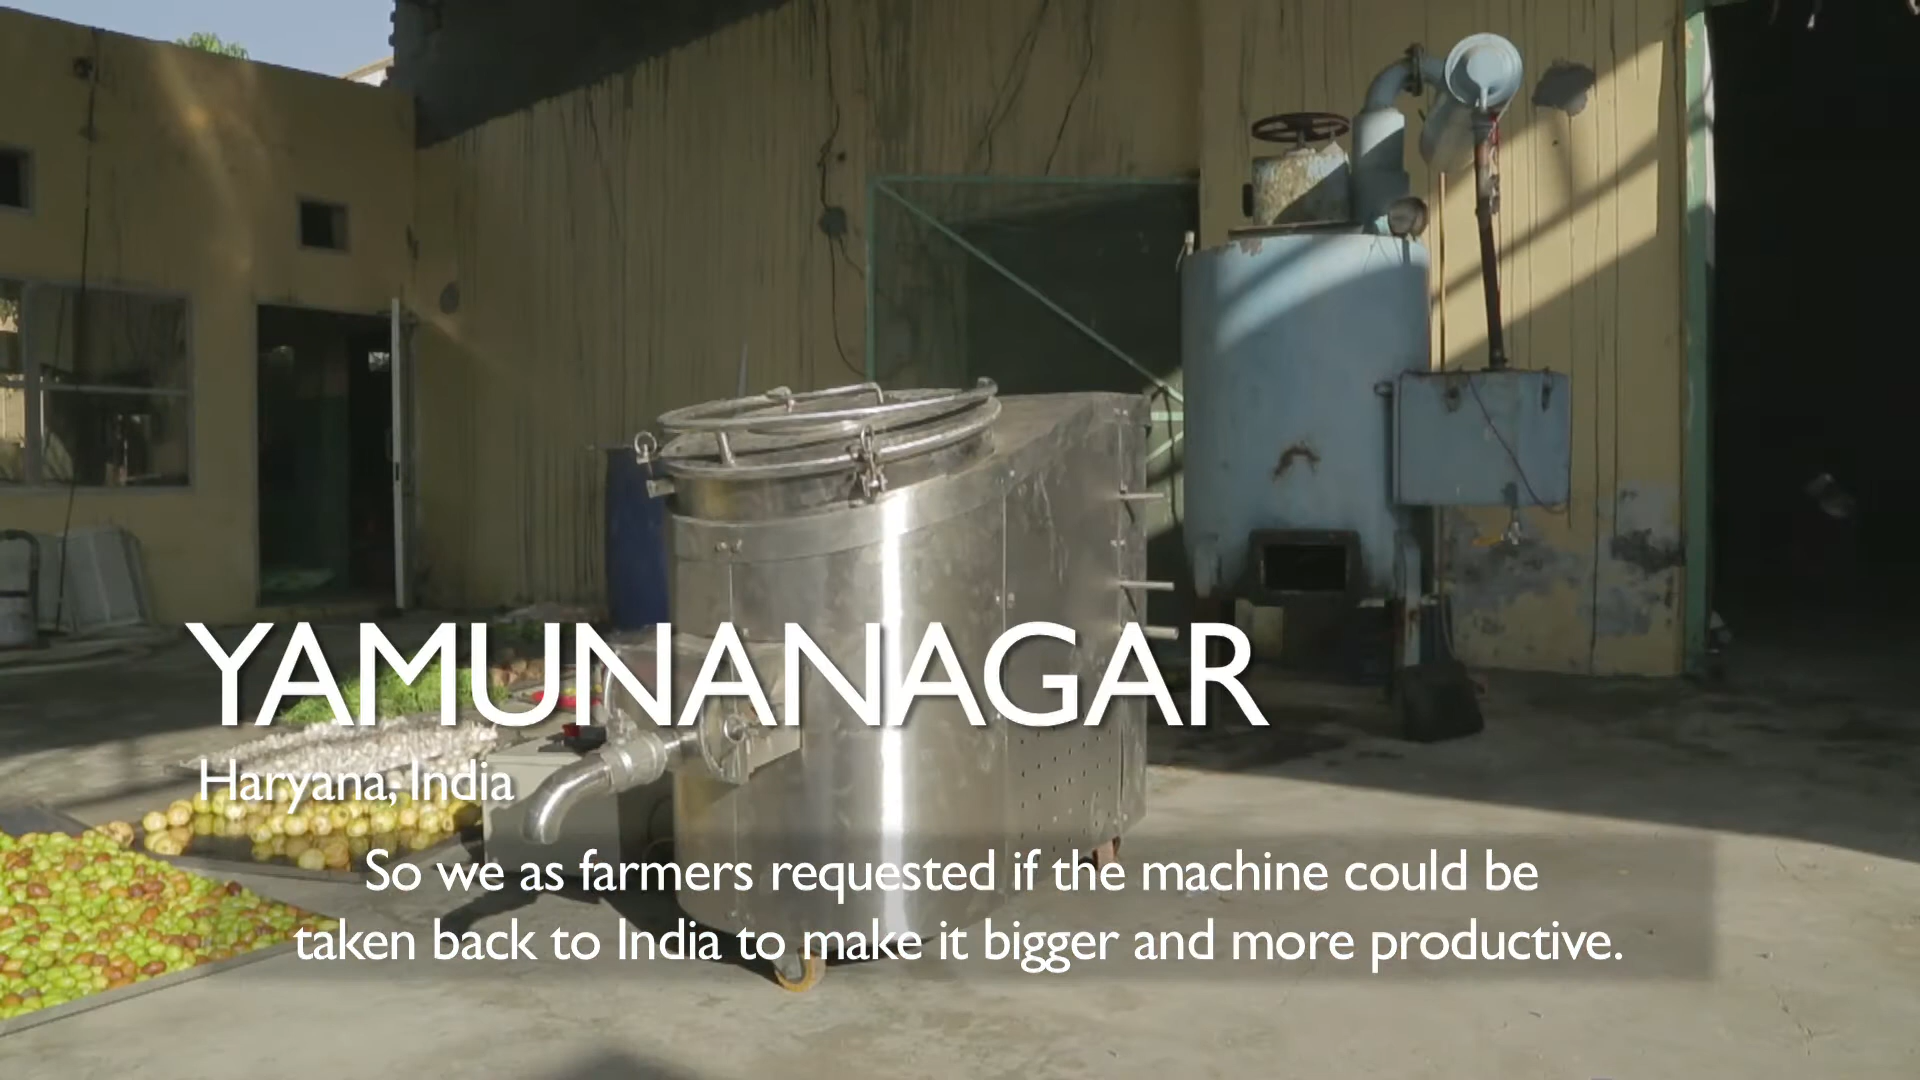 YAMUNANAGAR
Haryana, India
So we as farmers requested if the machine could be
taken back to India to make it bigger and more productive.